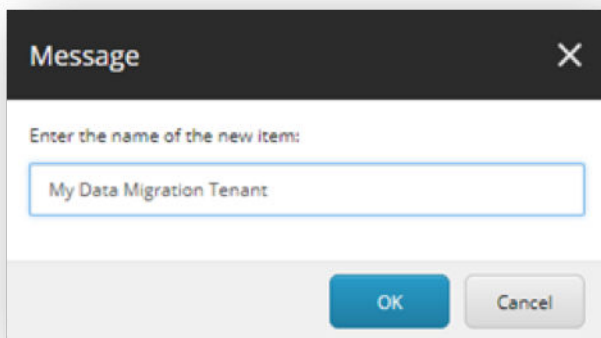 Message
Enter the name of the new item:
My Data Migration Tenant
OK
Cancel